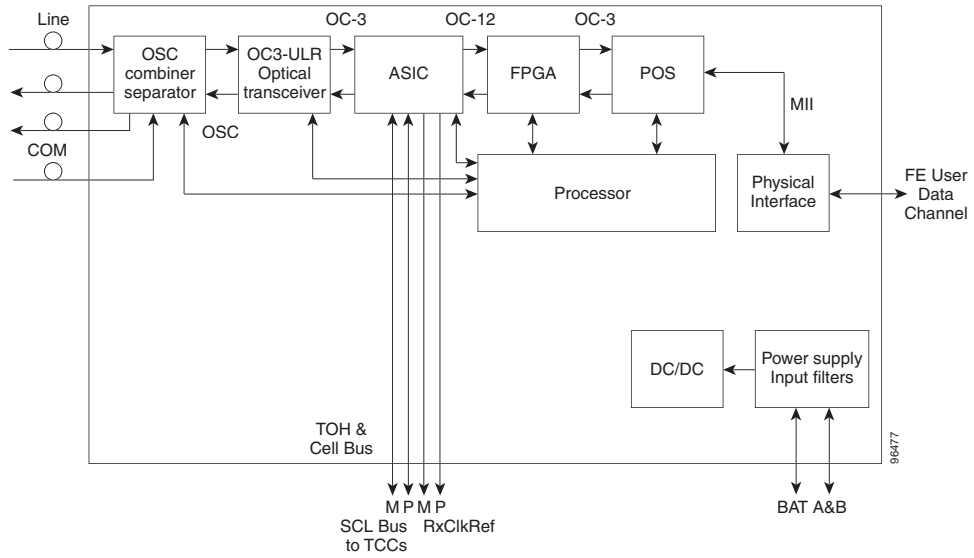 Line
OC-3
OC-12
OC-3
OSC
combiner
separator
OC3-ULR
Optical
transceiver
ASIC
FPGA
POS
OSC
MII
COM
Processor
Physical
Interface
FE User
Data
Channel
DC/DC
Power supply
Input filters
TOH &
Cell Bus
96477
M P M P
SCL Bus
to TCCs
RxClkRef
BAT A&B